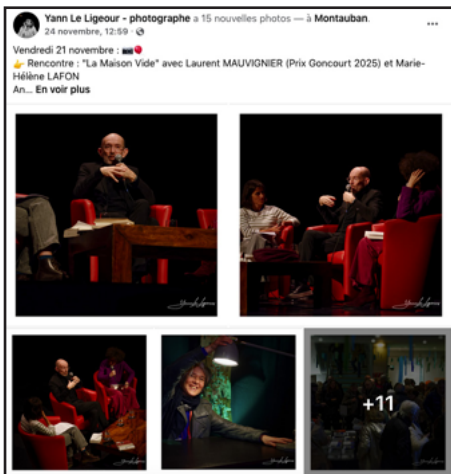 Yann Le Ligeour - photographe a 15 nouvelles photos — à Montauban.
24 novembre, 12:59 ·
Vendredi 21 novembre :
Rencontre : "La Maison Vide" avec Laurent MAUVIGNIER (Prix Goncourt 2025) et Marie-
Hélène LAFON
An... En voir plus
+11